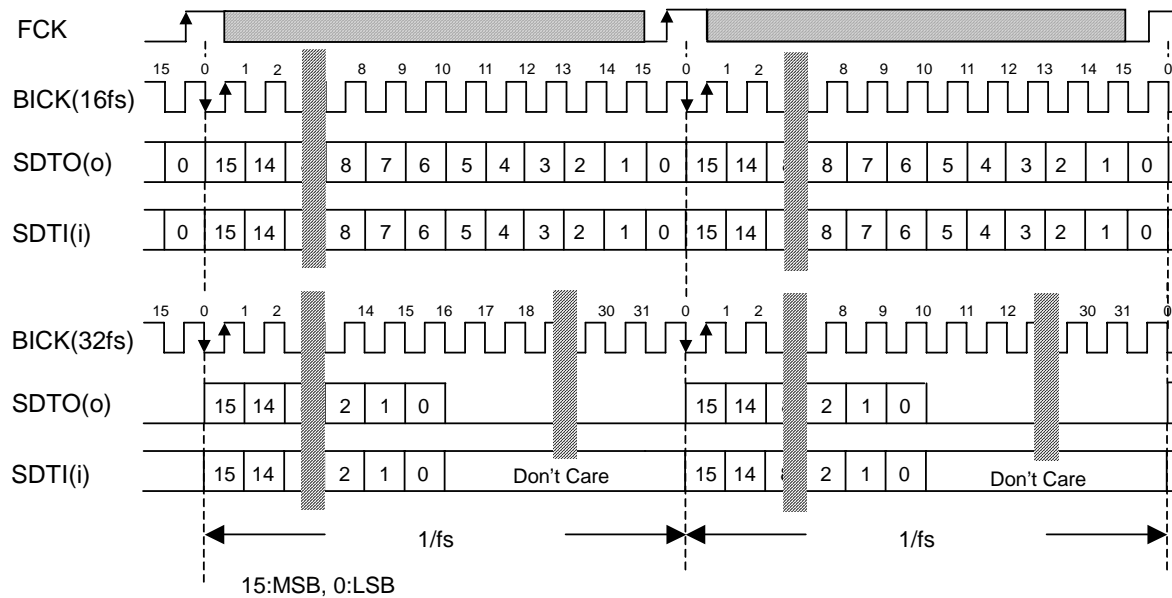 FCK
15 0 1 2 8 9 10 11 12 13 14 15 0 1 2 8 9 10 11 12 13 14 15 0
BICK(16fs)
SDTO(o) 0 15 14 8 7 6 5 4 3 2 1 0 15 14 8 7 6 5 4 3 2 1 0
SDTI(i) 0 15 14 8 7 6 5 4 3 2 1 0 15 14 8 7 6 5 4 3 2 1 0
15 0 1 2 14 15 16 17 18 30 31 0 1 2 8 9 10 11 12 30 31 0
BICK(32fs)
SDTO(o) 15 14 2 1 0 15 14 2 1 0
SDTI(i) 15 14 2 1 0 Don't Care 15 14 2 1 0 Don't Care
1/fs 1/fs
15:MSB, 0:LSB